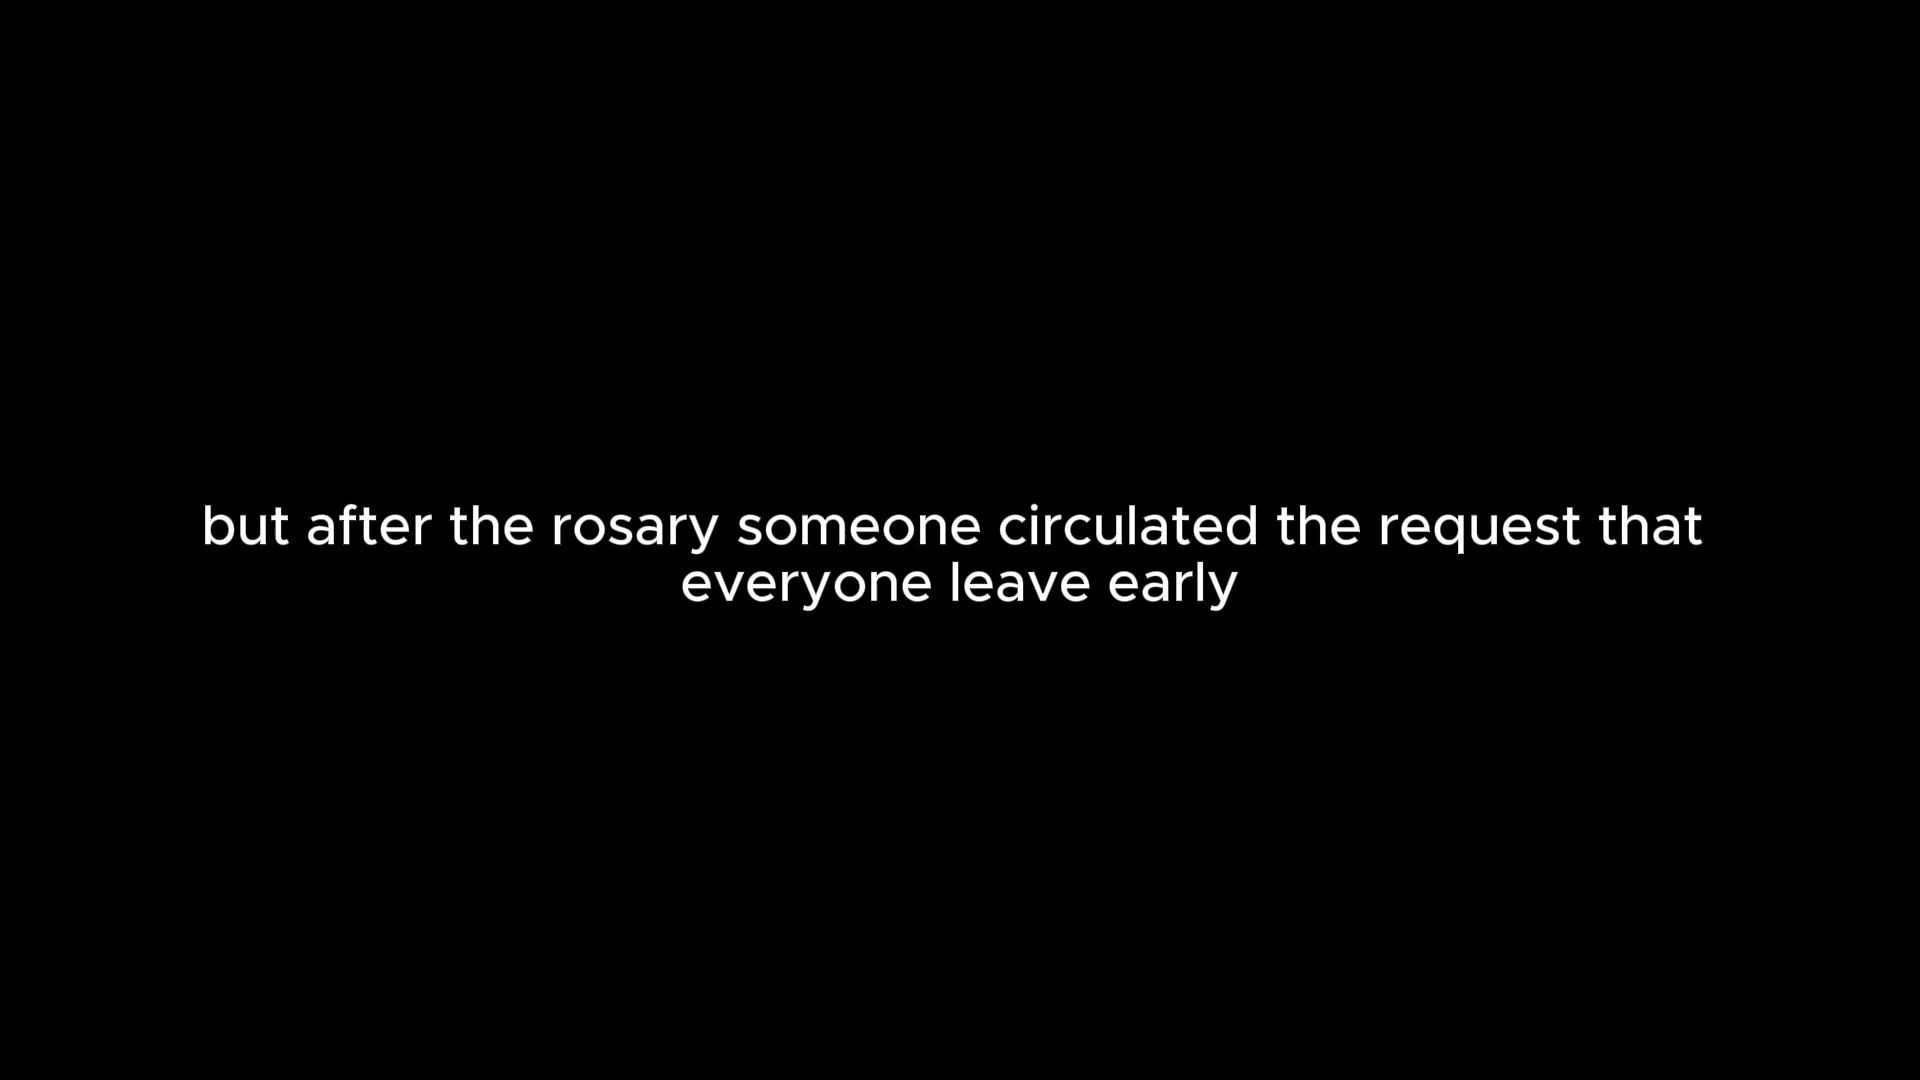 but after the rosary someone circulated the request that
everyone leave early